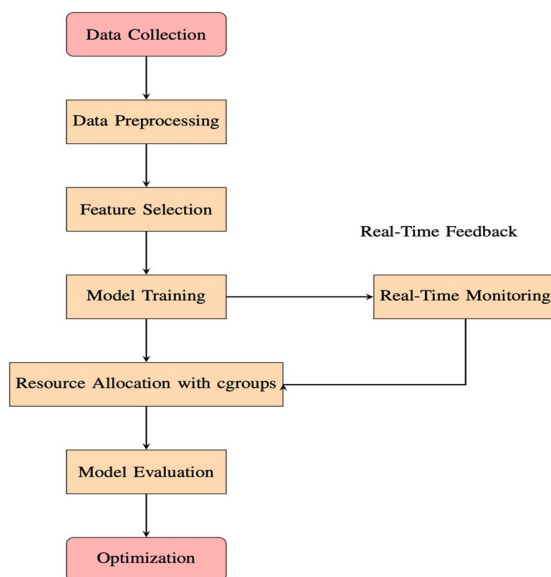 Data Collection
Data Preprocessing
Feature Selection
Real-Time Feedback
Model Training
Real-Time Monitoring
Resource Allocation with cgroups
Model Evaluation
Optimization